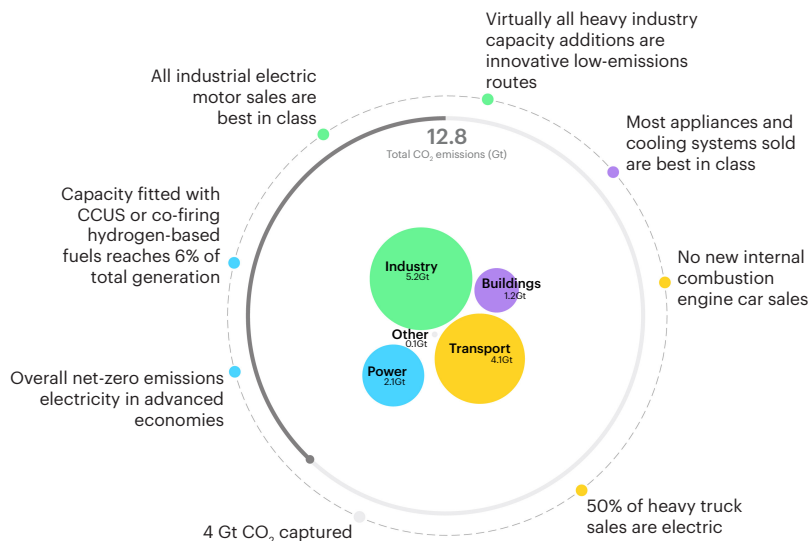 Virtually all heavy industry
capacity additions are
innovative low-emissions
routes
All industrial electric
motor sales are
best in class
12.8
Total CO₂ emissions (Gt)
Most appliances and
cooling systems sold
are best in class
Capacity fitted with
CCUS or co-firing
hydrogen-based
fuels reaches 6% of
total generation
No new internal
combustion
engine car sales
Industry
5.2Gt
Buildings
1.2Gt
Other
0.1Gt
Transport
4.1Gt
Power
2.1Gt
Overall net-zero emissions
electricity in advanced
economies
50% of heavy truck
sales are electric
4 Gt CO₂ captured